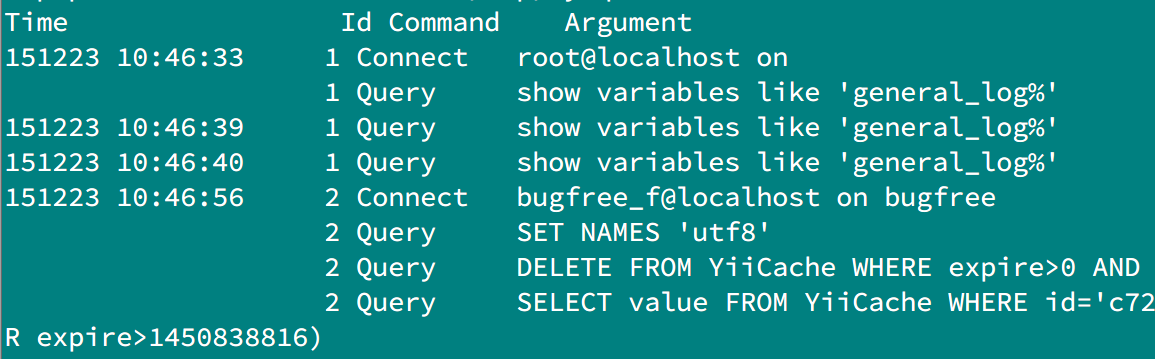 Time Id Command Argument
151223 10:46:33 1 Connect root@localhost on
1 Query show variables like 'general_log%'
151223 10:46:39 1 Query show variables like 'general_log%'
151223 10:46:40 1 Query show variables like 'general_log%'
151223 10:46:56 2 Connect bugfree_f@localhost on bugfree
2 Query SET NAMES 'utf8'
2 Query DELETE FROM YiiCache WHERE expire>0 AND
2 Query SELECT value FROM YiiCache WHERE id='c72
R expire>1450838816)